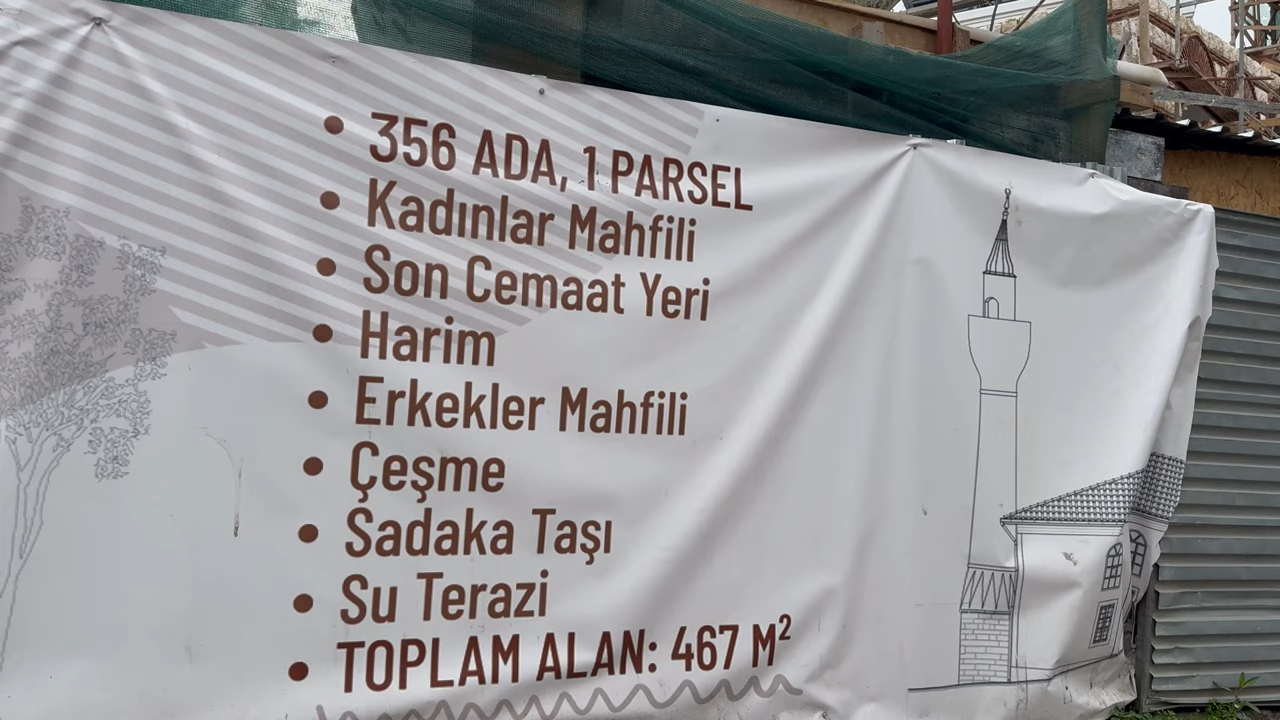 • 356 ADA, 1 PARSEL
• Kadınlar Mahfili
• Son Cemaat Yeri
• Harim
• Erkekler Mahfili
• Çeşme
• Sadaka Taşı
• Su Terazi
• TOPLAM ALAN: 467 M²